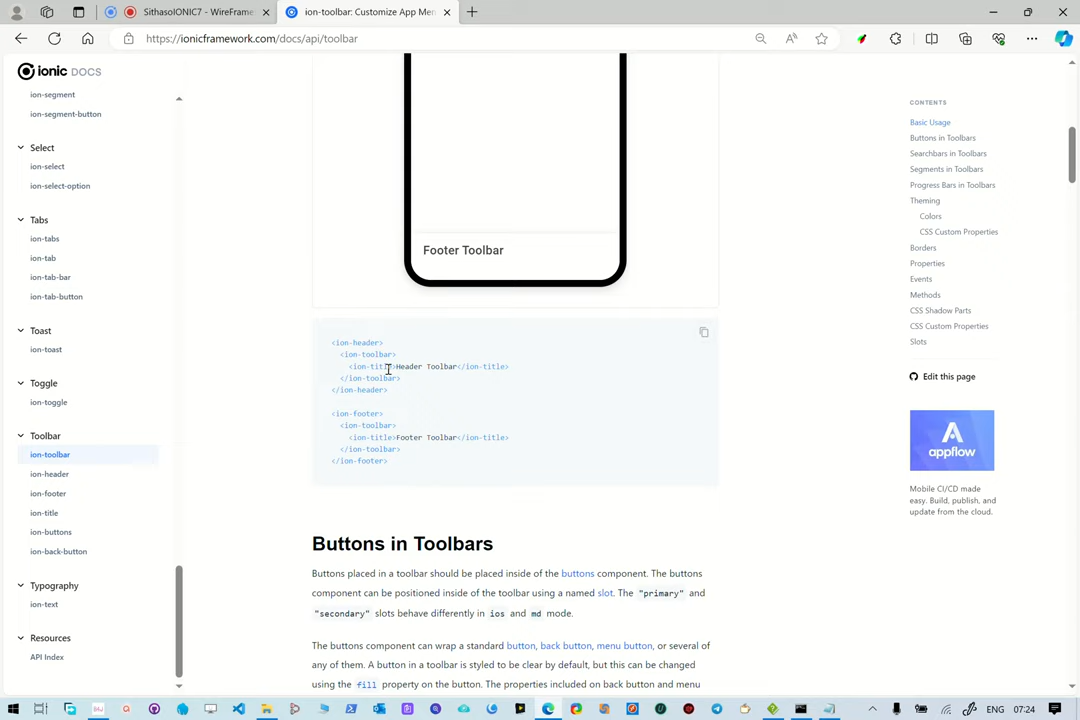 SithasoIONIC7 - WireFrame
ion-toolbar: Customize App Men
https://ionicframework.com/docs/api/toolbar
ionic DOCS
ion-segment
ion-segment-button
Select
ion-select
ion-select-option
Tabs
ion-tabs
ion-tab
ion-tab-bar
ion-tab-button
Toast
ion-toast
Toggle
ion-toggle
Toolbar
ion-toolbar
ion-header
ion-footer
ion-title
ion-buttons
ion-back-button
Typography
ion-text
Resources
API Index
Footer Toolbar
<ion-header>
<ion-toolbar>
<ion-title>Header Toolbar</ion-title>
</ion-toolbar>
</ion-header>
<ion-footer>
<ion-toolbar>
<ion-title>Footer Toolbar</ion-title>
</ion-toolbar>
</ion-footer>
Buttons in Toolbars
Buttons placed in a toolbar should be placed inside of the buttons component. The buttons
component can be positioned inside of the toolbar using a named slot. The "primary" and
"secondary" slots behave differently in ios and md mode.
The buttons component can wrap a standard button, back button, menu button, or several of
any of them. A button in a toolbar is styled to be clear by default, but this can be changed
using the fill property on the button. The properties included on back button and menu
CONTENTS
Basic Usage
Buttons in Toolbars
Searchbars in Toolbars
Segments in Toolbars
Progress Bars in Toolbars
Theming
Colors
CSS Custom Properties
Borders
Properties
Events
Methods
CSS Shadow Parts
CSS Custom Properties
Slots
Edit this page
appflow
Mobile CI/CD made
easy. Build, publish, and
update from the cloud.
ENG
07:24